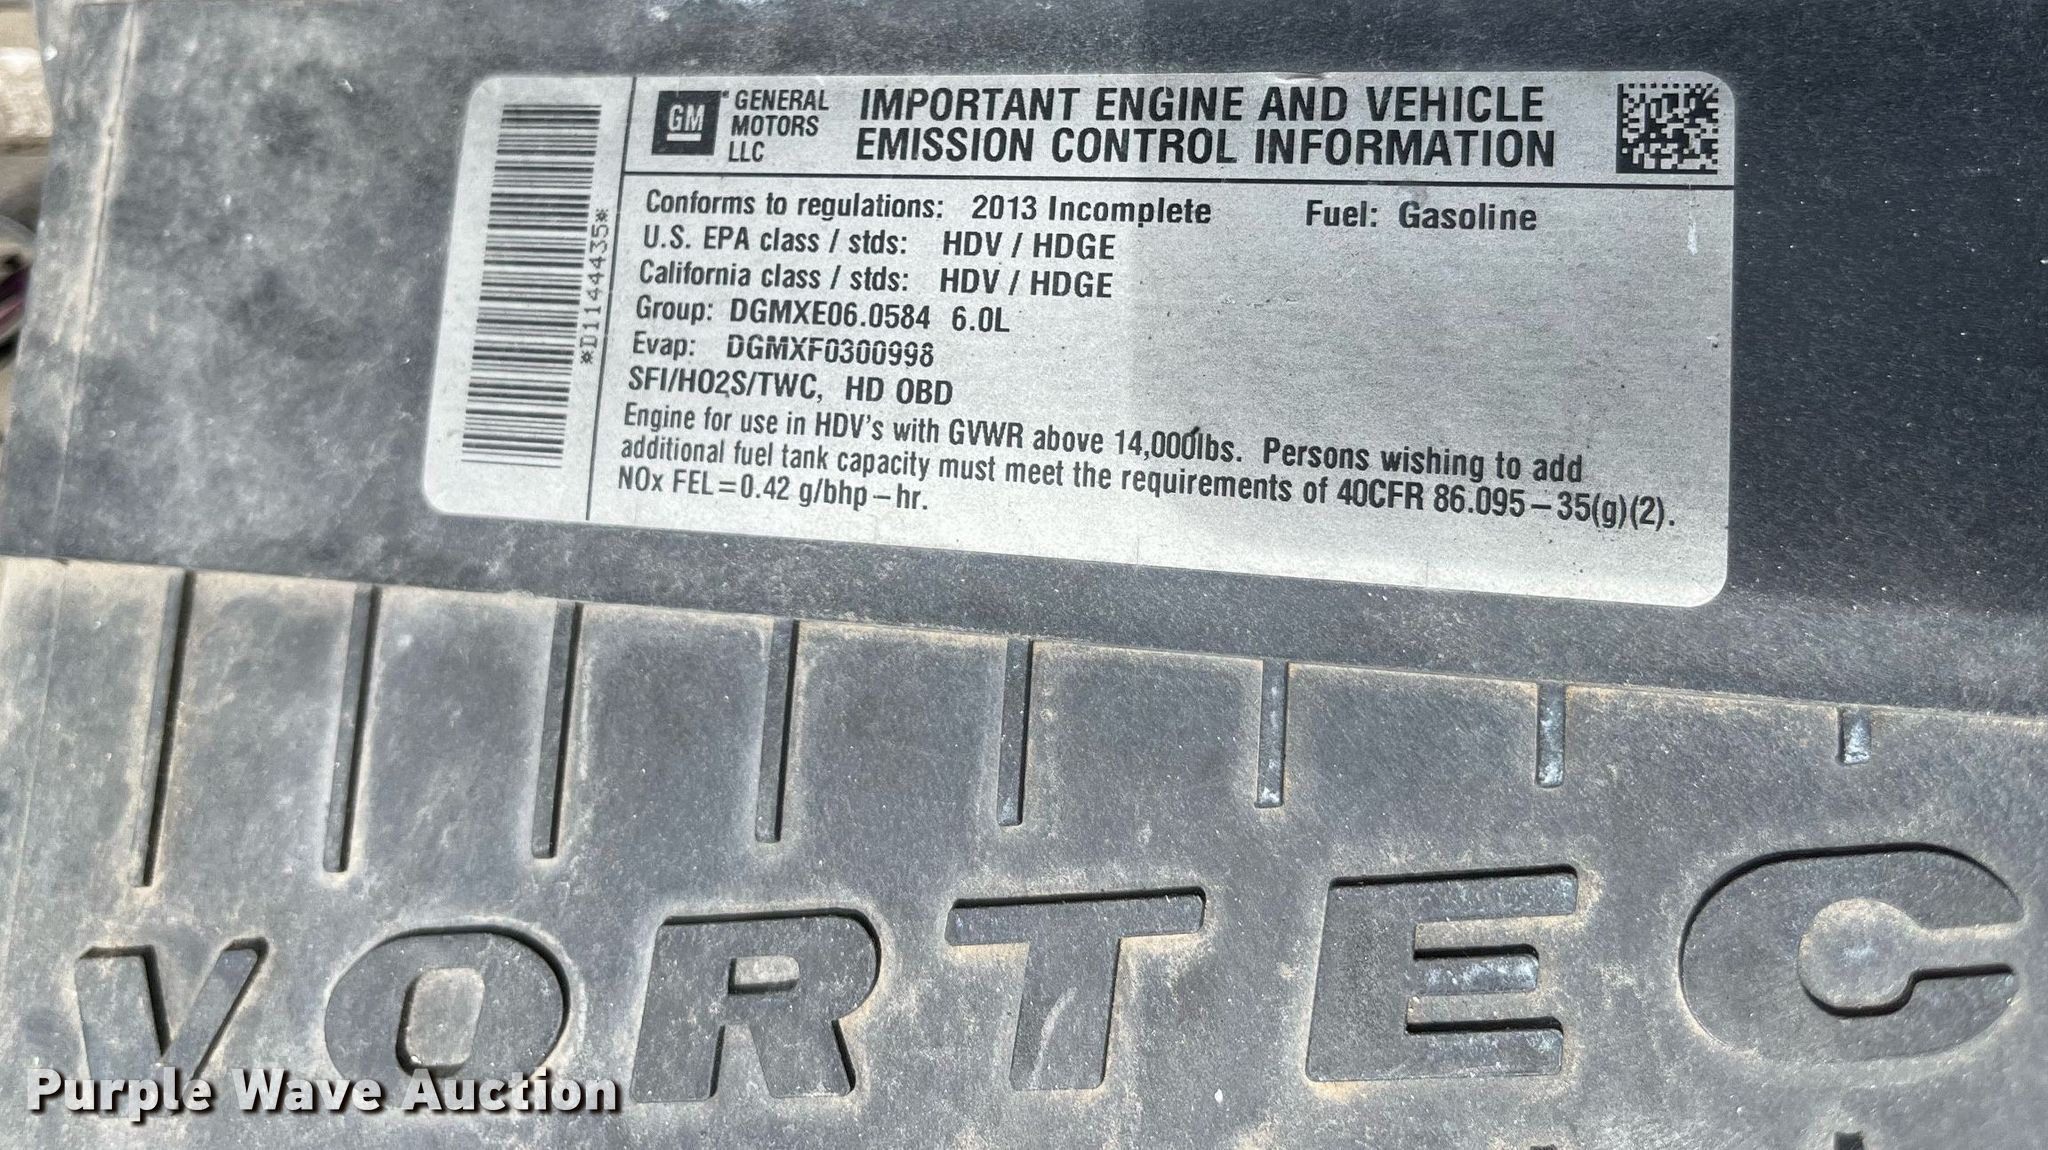 *D11444435*
GM
GENERAL
MOTORS
LLC
IMPORTANT ENGINE AND VEHICLE
EMISSION CONTROL INFORMATION
Conforms to regulations: 2013 Incomplete Fuel: Gasoline
U.S. EPA class / stds: HDV / HDGE
California class / stds: HDV / HDGE
Group: DGMXE06.0584 6.0L
Evap: DGMXF0300998
SFI/HO2S/TWC, HD OBD
Engine for use in HDV's with GVWR above 14,000lbs. Persons wishing to add
additional fuel tank capacity must meet the requirements of 40CFR 86.095-35(g)(2).
NOx FEL=0.42 g/bhp-hr.
VORTEC
Purple Wave Auction